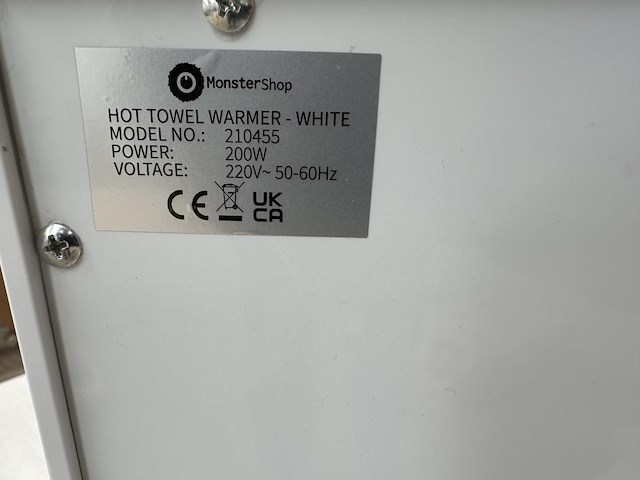 MonsterShop
HOT TOWEL WARMER - WHITE
MODEL NO.: 210455
POWER: 200W
VOLTAGE: 220V~ 50-60Hz
CE UK
CA